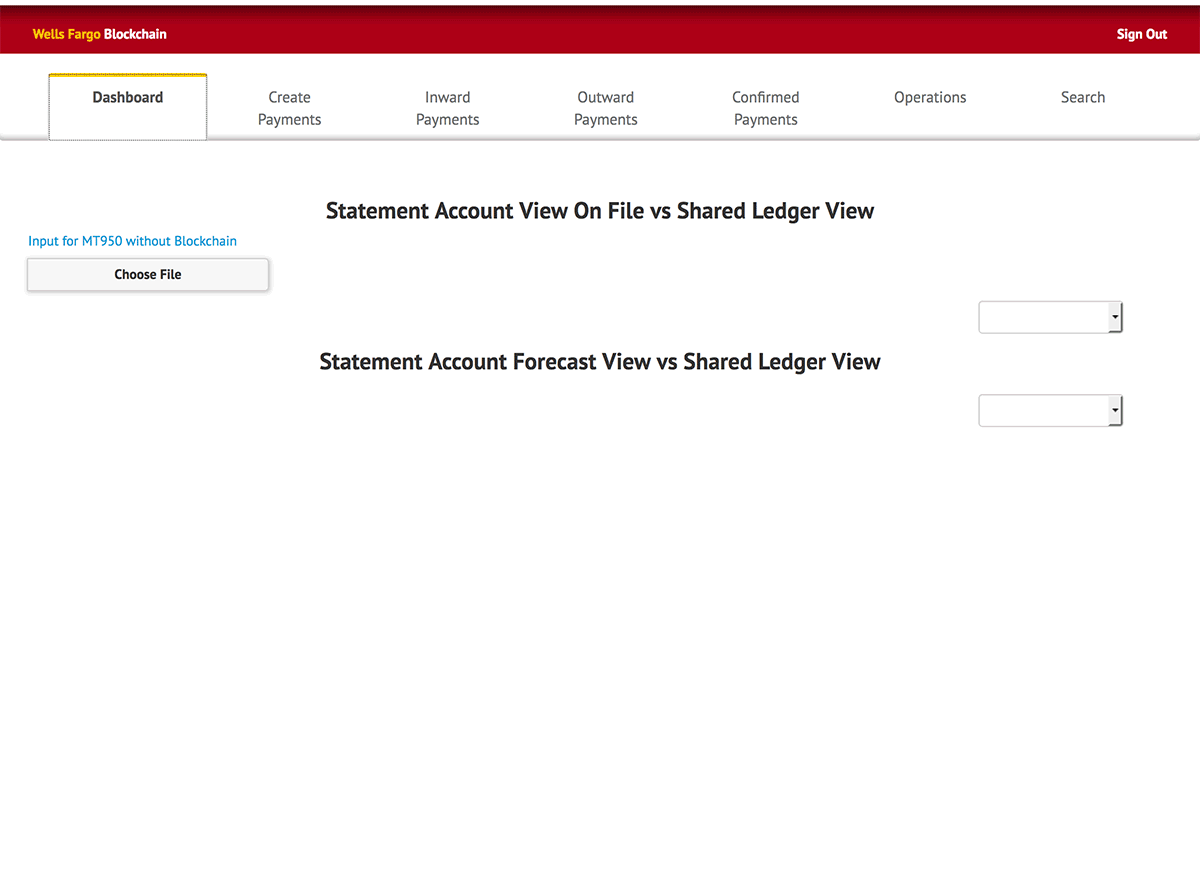 Wells Fargo Blockchain
Sign Out
Dashboard
Create
Payments
Inward
Payments
Outward
Payments
Confirmed
Payments
Operations
Search
Statement Account View On File vs Shared Ledger View
Input for MT950 without Blockchain
Choose File
Statement Account Forecast View vs Shared Ledger View